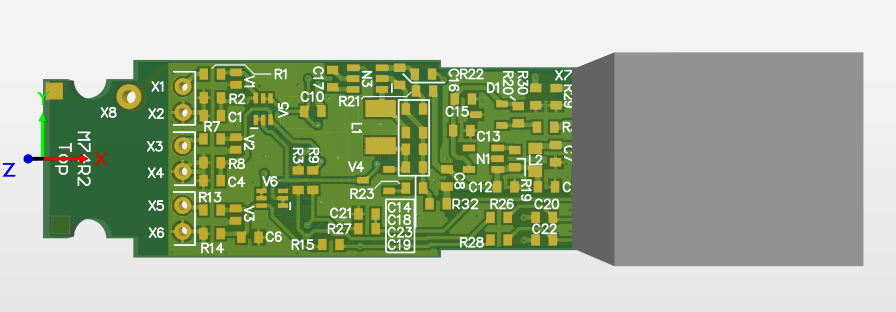 X1
X2
X3
X4
X5
X6
X8
Y
X
Z
M7AR2
TOP
R1
V1
R2
C1
R7
V2
R8
C4
R13
V3
R14
C6
V5
V6
C10
C17
N3
R21
L1
R3
R9
V4
R23
C21
R27
R15
C14
C18
C23
C19
C16
R22
C15
C13
N1
C8
C12
R32
R26
R28
D1
R20
R30
R29
L2
R19
C20
C22